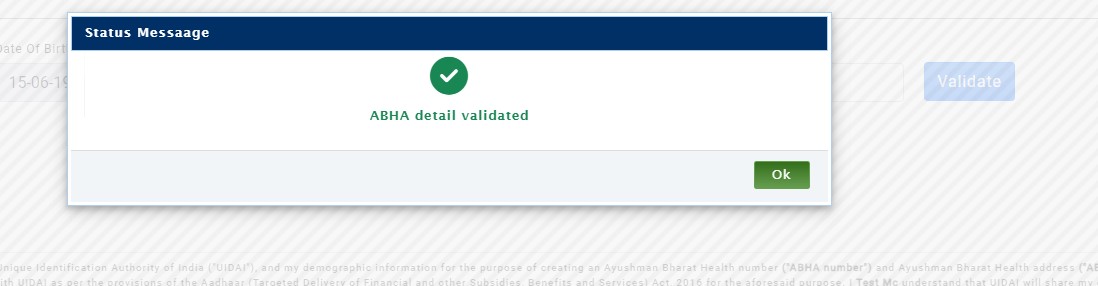 Status Messaage
Date Of Birt
15-06-19
Validate
ABHA detail validated
Ok
Unique Identification Authority of India ("UIDAI"), and my demographic information for the purpose of creating an Ayushman Bharat Health number ("ABHA number") and Ayushman Bharat Health address ("AB
ith UIDAI as per the provisions of the Aadhaar (Targeted Delivery of Financial and other Subsidies, Benefits and Services) Act, 2016 for the aforesaid purpose. I Test Mc understand that UIDAI will share my